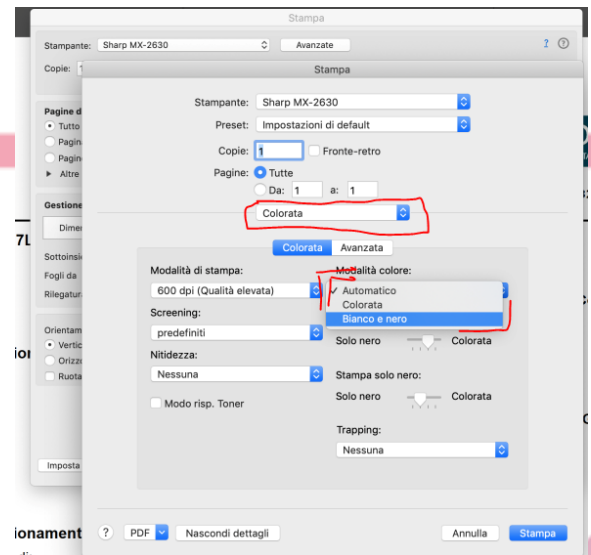 Stampa
Stampante: Sharp MX-2630 Avanzate ? ?
Copie: 1
Stampa
Stampante: Sharp MX-2630
Preset: Impostazioni di default
Copie: 1 Fronte-retro
Pagine: Tutte
Da: 1 a: 1
Colorata
Colorata Avanzata
Modalità di stampa: Modalità colore:
600 dpi (Qualità elevata) ✓ Automatico
Colorata
Screening: Bianco e nero
predefiniti Solo nero Colorata
Nitidezza:
Nessuna Stampa solo nero:
Modo risp. Toner Solo nero Colorata
Trapping:
Nessuna
? PDF Nascondi dettagli Annulla Stampa
Pagine d
Tutto
Pagin
Pagin
Altre
Gestione
Dimen
Sottoinsi
Fogli da
Rilegatur
Orientam
Vertic
Orizz
Ruota
Imposta
7L
ior
ionament